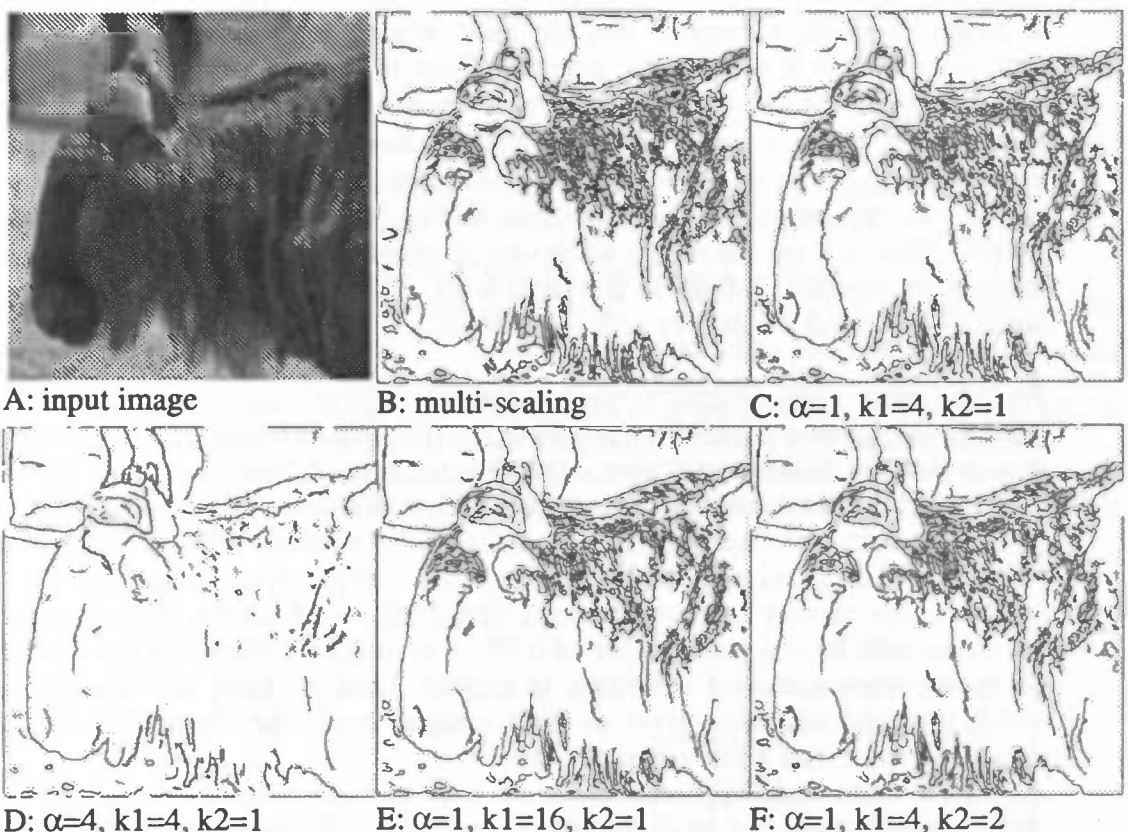 A: input image
B: multi-scaling
C: α=1, k1=4, k2=1
D: α=4, k1=4, k2=1
E: α=1, k1=16, k2=1
F: α=1, k1=4, k2=2